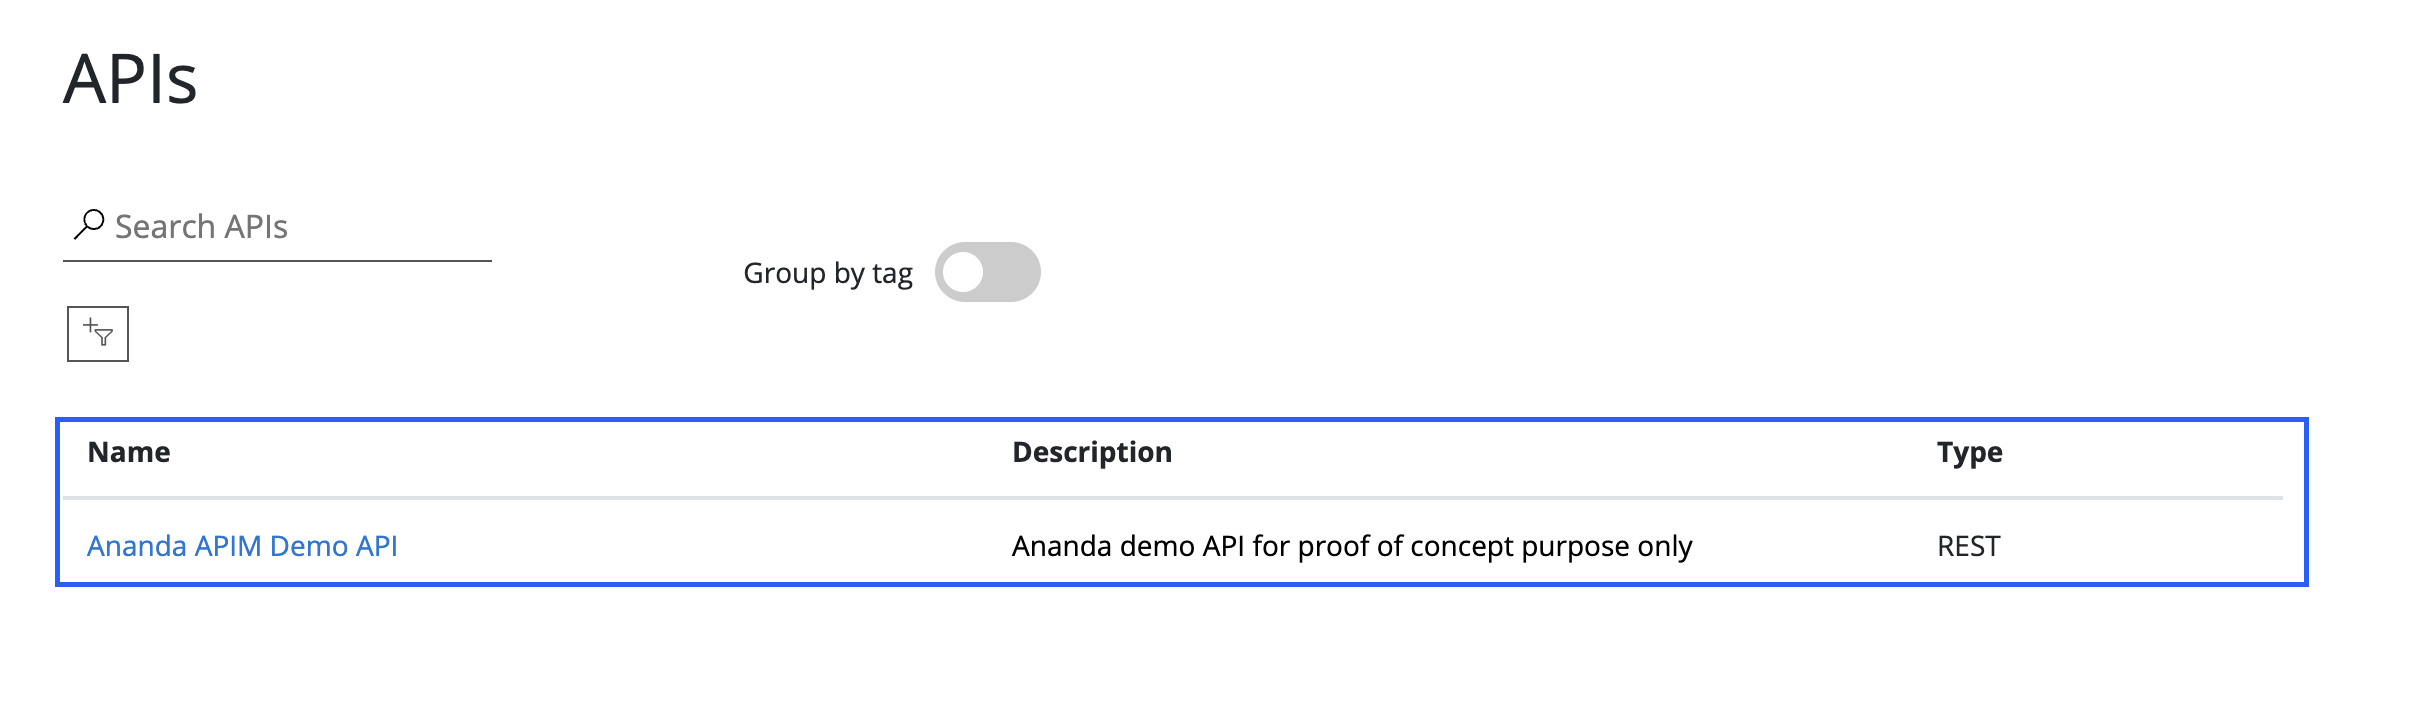 APIs
Search APIs
Group by tag
Name Description Type
Ananda APIM Demo API Ananda demo API for proof of concept purpose only REST